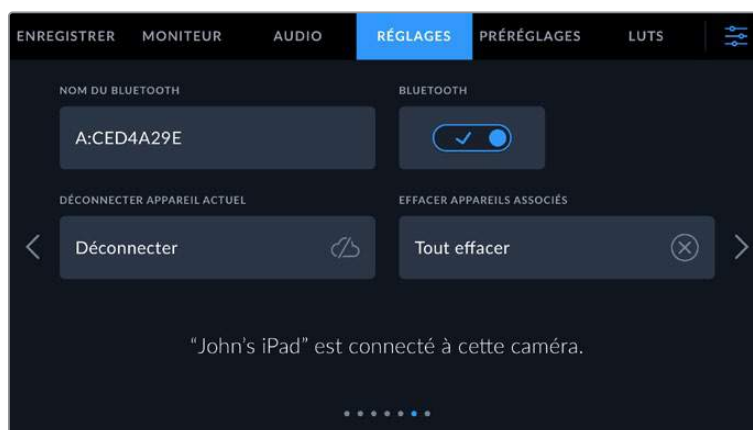 ENREGISTRER MONITEUR AUDIO RÉGLAGES PRÉRÉGLAGES LUTS
NOM DU BLUETOOTH BLUETOOTH
A:CED4A29E
DÉCONNECTER APPAREIL ACTUEL EFFACER APPAREILS ASSOCIÉS
Déconnecter Tout effacer
“John’s iPad” est connecté à cette caméra.